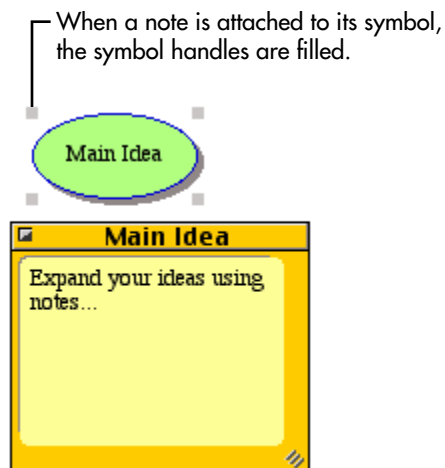 When a note is attached to its symbol,
the symbol handles are filled.
Main Idea
Main Idea
Expand your ideas using
notes...